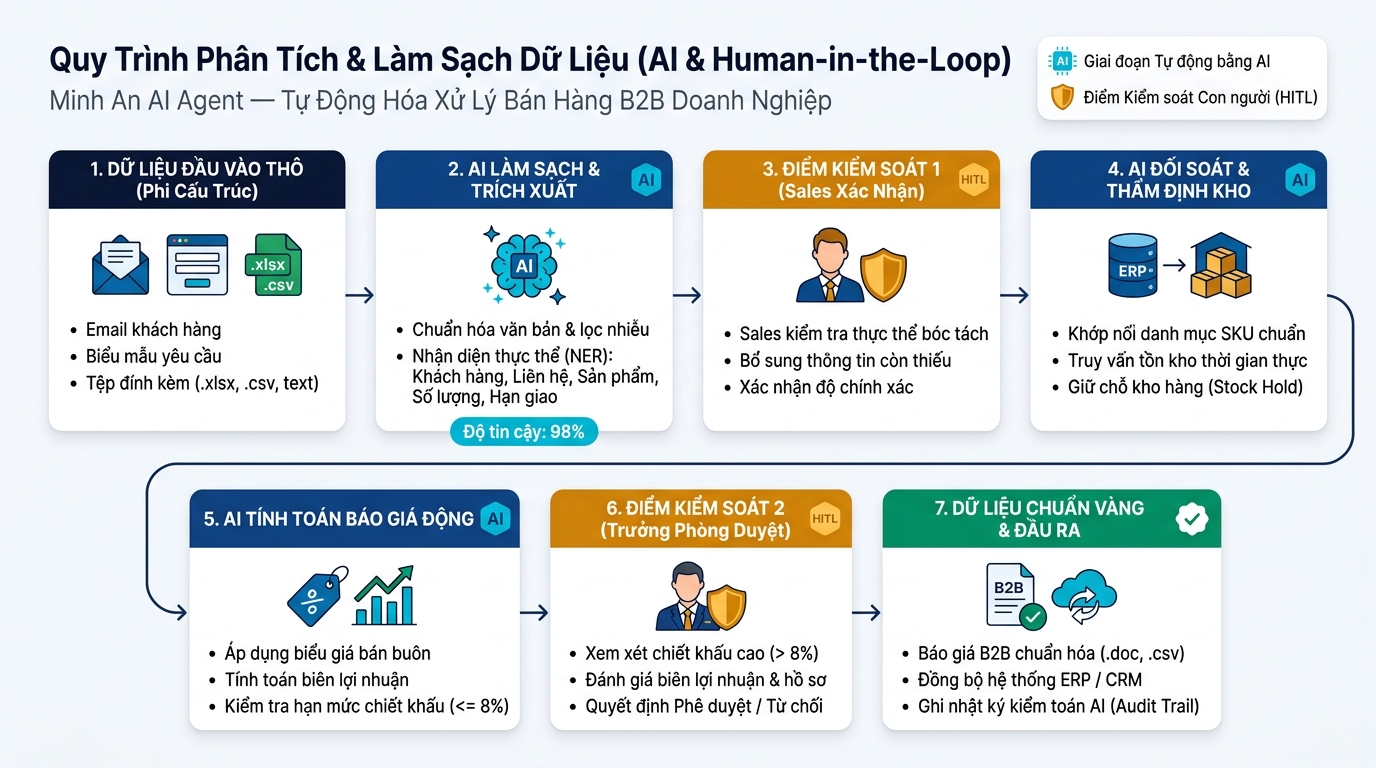 Quy Trình Phân Tích & Làm Sạch Dữ Liệu (AI & Human-in-the-Loop)
Minh An AI Agent — Tự Động Hóa Xử Lý Bán Hàng B2B Doanh Nghiệp
AI Giai đoạn Tự động bằng AI
Điểm Kiểm soát Con người (HITL)
1. DỮ LIỆU ĐẦU VÀO THÔ
(Phi Cấu Trúc)
.xlsx
.csv
• Email khách hàng
• Biểu mẫu yêu cầu
• Tệp đính kèm (.xlsx, .csv, text)
2. AI LÀM SẠCH &
TRÍCH XUẤT
AI
AI
• Chuẩn hóa văn bản & lọc nhiễu
• Nhận diện thực thể (NER):
Khách hàng, Liên hệ, Sản phẩm,
Số lượng, Hạn giao
Độ tin cậy: 98%
3. ĐIỂM KIỂM SOÁT 1
(Sales Xác Nhận)
HITL
• Sales kiểm tra thực thể bóc tách
• Bổ sung thông tin còn thiếu
• Xác nhận độ chính xác
4. AI ĐỐI SOÁT &
THẨM ĐỊNH KHO
AI
ERP
• Khớp nối danh mục SKU chuẩn
• Truy vấn tồn kho thời gian thực
• Giữ chỗ kho hàng (Stock Hold)
5. AI TÍNH TOÁN BÁO GIÁ ĐỘNG
AI
%
• Áp dụng biểu giá bán buôn
• Tính toán biên lợi nhuận
• Kiểm tra hạn mức chiết khấu (<= 8%)
6. ĐIỂM KIỂM SOÁT 2
(Trưởng Phòng Duyệt)
HITL
• Xem xét chiết khấu cao (> 8%)
• Đánh giá biên lợi nhuận & hồ sơ
• Quyết định Phê duyệt / Từ chối
7. DỮ LIỆU CHUẨN VÀNG
& ĐẦU RA
B2B
• Báo giá B2B chuẩn hóa (.doc, .csv)
• Đồng bộ hệ thống ERP / CRM
• Ghi nhật ký kiểm toán AI (Audit Trail)